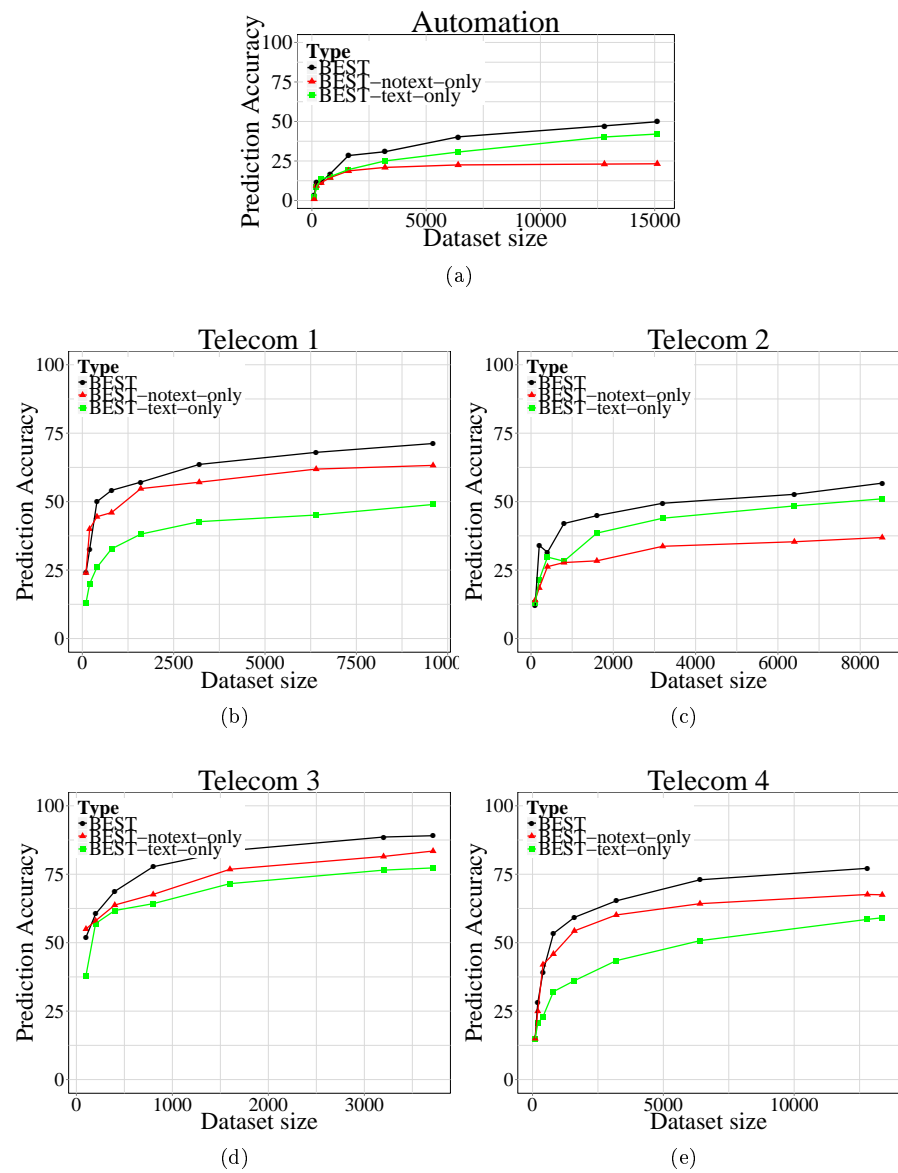 Automation
Prediction Accuracy
100
75
50
25
0
Type
BEST
BEST-notext-only
BEST-text-only
0 5000 10000 15000
Dataset size
(a)
Telecom 1
Prediction Accuracy
100
75
50
25
0
Type
BEST
BEST-notext-only
BEST-text-only
0 2500 5000 7500 1000
Dataset size
(b)
Telecom 2
Prediction Accuracy
100
75
50
25
0
Type
BEST
BEST-notext-only
BEST-text-only
0 2000 4000 6000 8000
Dataset size
(c)
Telecom 3
Prediction Accuracy
100
75
50
25
0
Type
BEST
BEST-notext-only
BEST-text-only
0 1000 2000 3000
Dataset size
(d)
Telecom 4
Prediction Accuracy
100
75
50
25
0
Type
BEST
BEST-notext-only
BEST-text-only
0 5000 10000
Dataset size
(e)